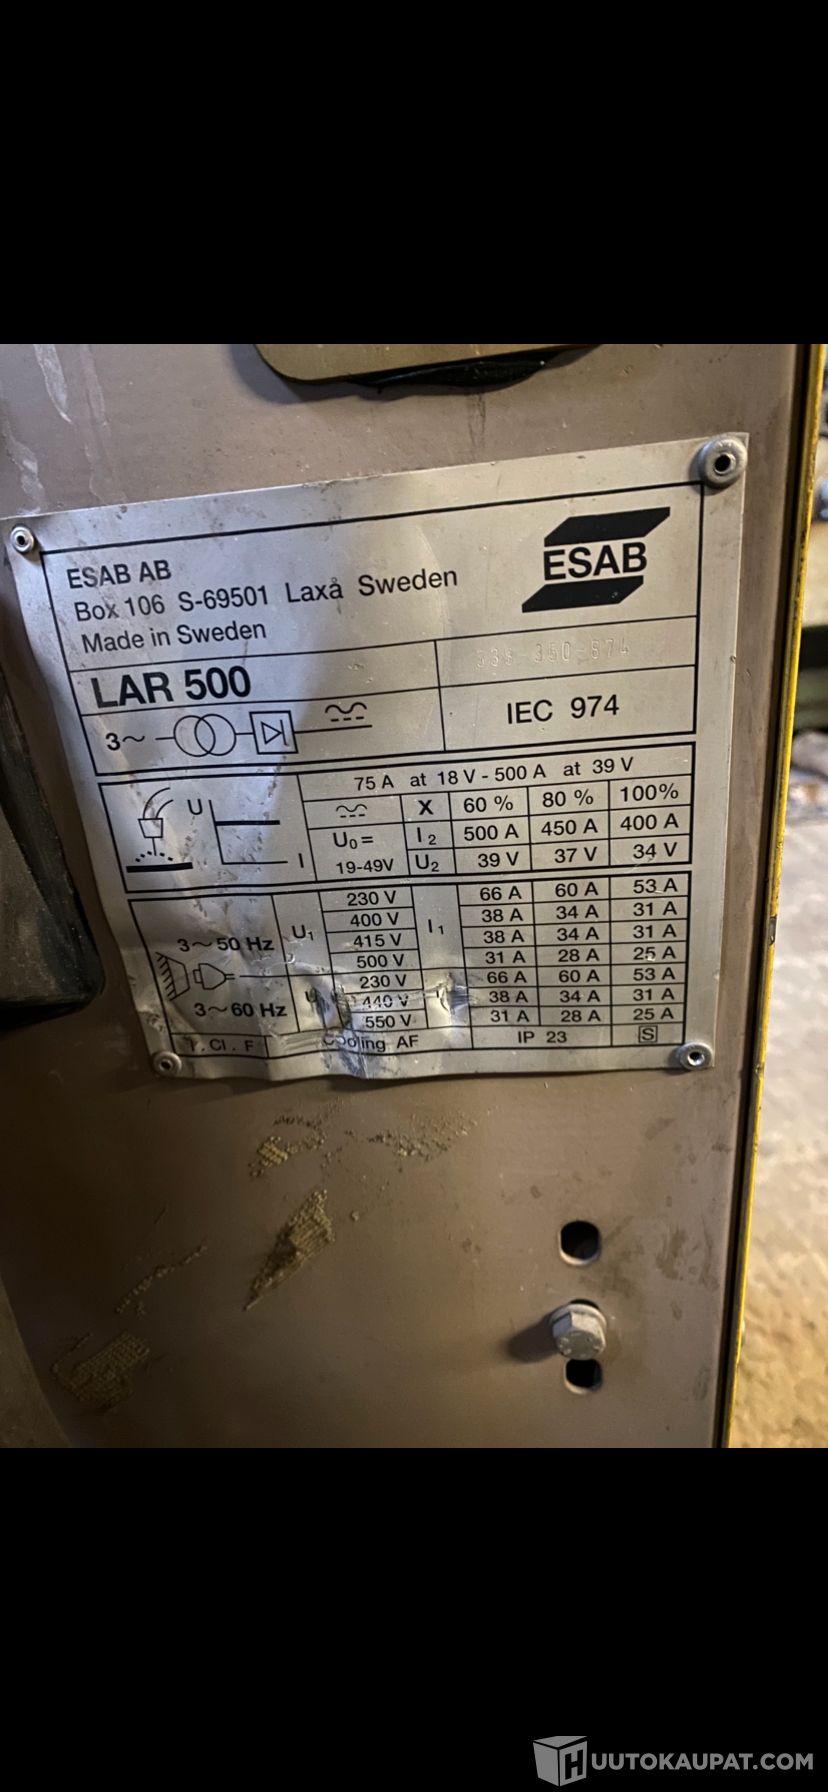 ESAB AB
Box 106 S-69501 Laxå Sweden
Made in Sweden
ESAB
LAR 500
IEC 974
3~
75 A at 18 V - 500 A at 39 V
U
I
X 60 % 80 % 100%
U0 = I2 500 A 450 A 400 A
19-49V U2 39 V 37 V 34 V
3~50 Hz U1 I1
230 V 66 A 60 A 53 A
400 V 38 A 34 A 31 A
415 V 38 A 34 A 31 A
500 V 31 A 28 A 25 A
3~60 Hz U
230 V 66 A 60 A 53 A
440 V 38 A 34 A 31 A
550 V 31 A 28 A 25 A
T.Cl.F Cooling AF IP 23 S
HUUTOKAUPAT.COM